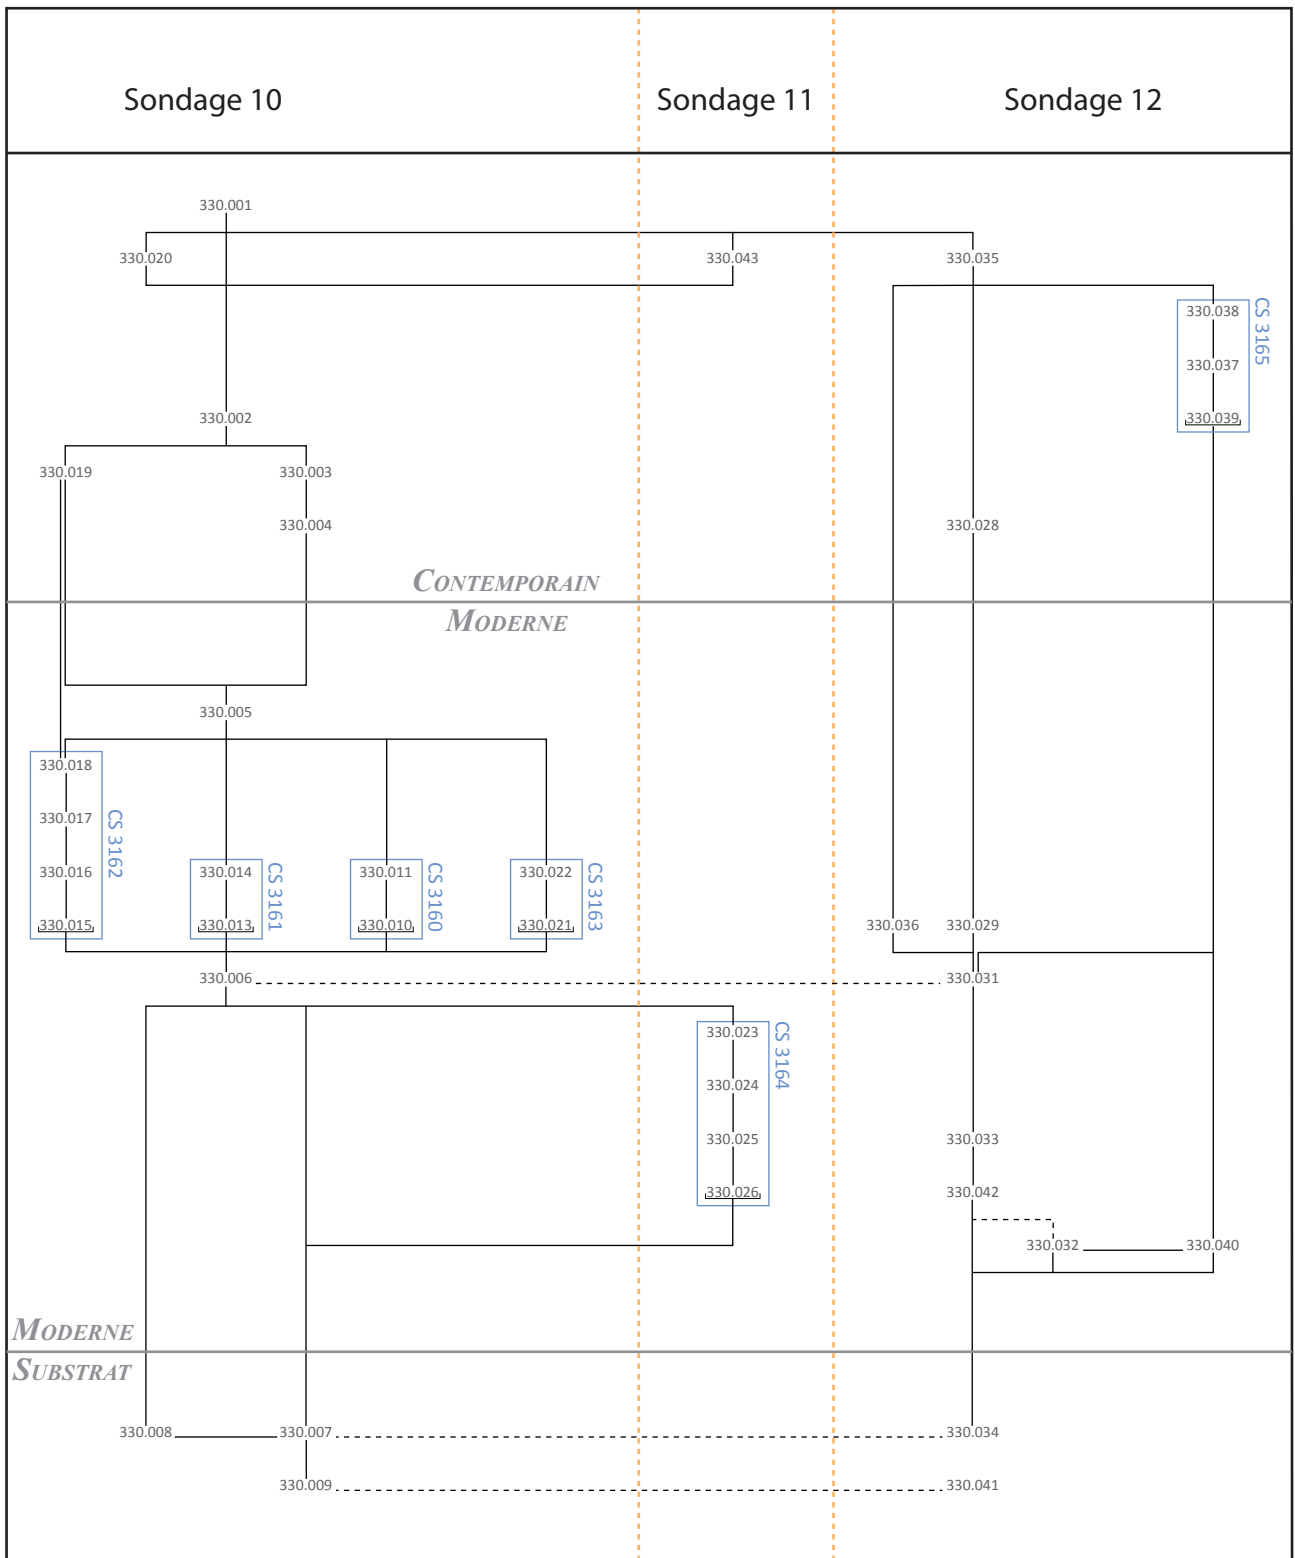 Sondage 10 Sondage 11 Sondage 12
330.001
330.020 330.043 330.035
330.038
CS 3165
330.037
330.002 330.039
330.019 330.003
330.004 330.028
CONTEMPORAIN
MODERNE
330.005
330.018
330.017
CS 3162
330.016 330.014 330.011 330.022
CS 3161 CS 3160 CS 3163
330.015 330.013 330.010 330.021 330.036 330.029
330.006 330.031
330.023
CS 3164
330.024
330.025 330.033
330.026 330.042
330.032 330.040
MODERNE
SUBSTRAT
330.008 330.007 330.034
330.009 330.041